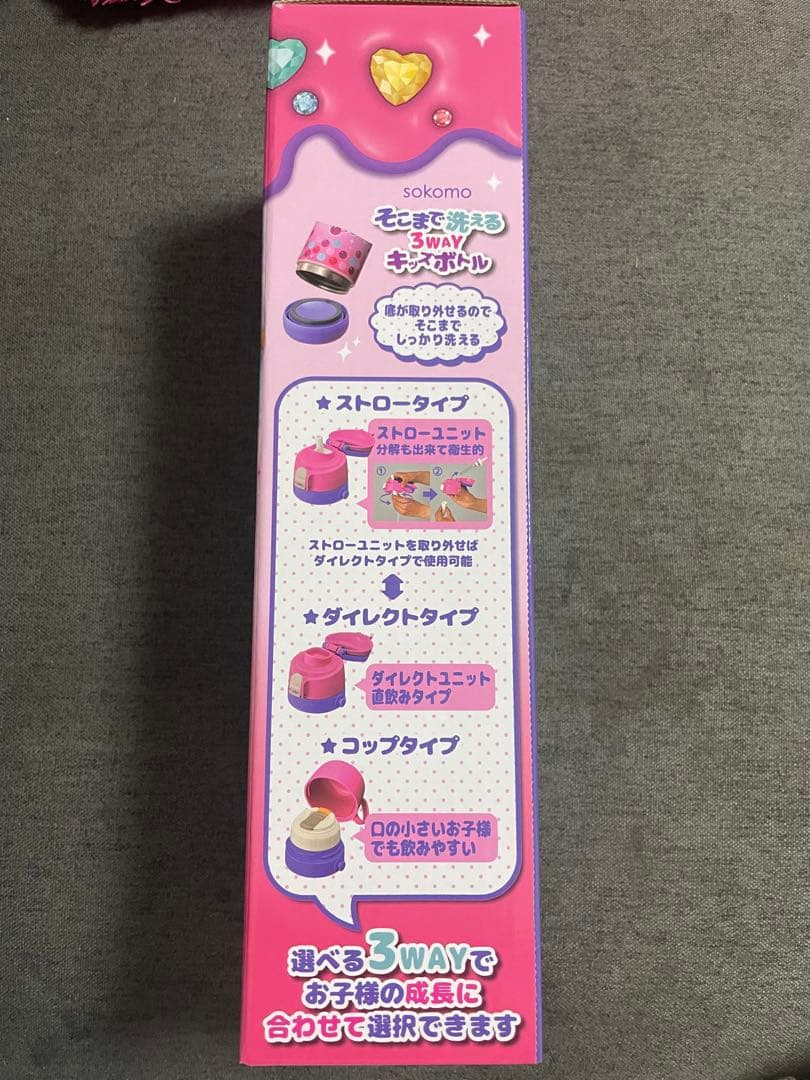 sokomo
そこまで洗える
3WAY
キッズボトル
底が取り外せるので
そこまで
しっかり洗える
★ストロータイプ
ストローユニット
分解も出来て衛生的
① ②
ストローユニットを取り外せば
ダイレクトタイプで使用可能
★ダイレクトタイプ
ダイレクトユニット
直飲みタイプ
★コップタイプ
口の小さいお子様
でも飲みやすい
選べる3WAYで
お子様の成長に
合わせて選択できます